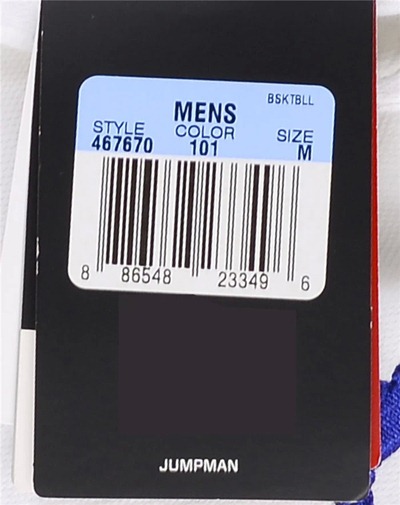 BSKTBLL
MENS
STYLE COLOR SIZE
467670 101 M
8 86548 23349 6
JUMPMAN